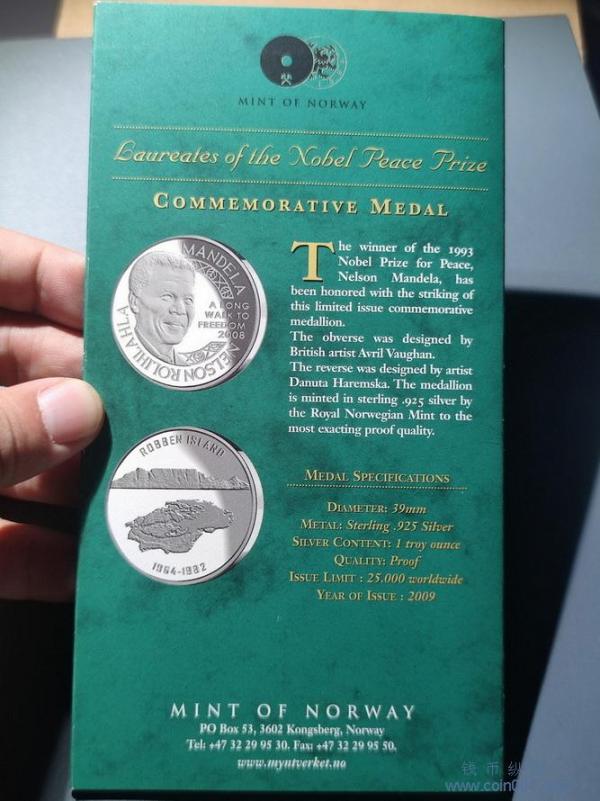 MINT OF NORWAY
Laureates of the Nobel Peace Prize
COMMEMORATIVE MEDAL
MANDELA
A LONG
WALK TO
FREEDOM
2008
NELSON ROLIHLAHLA
The winner of the 1993
Nobel Prize for Peace,
Nelson Mandela, has
been honored with the striking of
this limited issue commemorative
medallion.
The obverse was designed by
British artist Avril Vaughan.
The reverse was designed by artist
Danuta Haremska. The medallion
is minted in sterling .925 silver by
the Royal Norwegian Mint to the
most exacting proof quality.
ROBBEN ISLAND
1964-1982
MEDAL SPECIFICATIONS
DIAMETER: 39mm
METAL: Sterling .925 Silver
SILVER CONTENT: 1 troy ounce
QUALITY: Proof
ISSUE LIMIT : 25.000 worldwide
YEAR OF ISSUE : 2009
MINT OF NORWAY
PO Box 53, 3602 Kongsberg, Norway
Tel: +47 32 29 95 30. Fax: +47 32 29 95 50.
www.myntverket.no
钱币纵